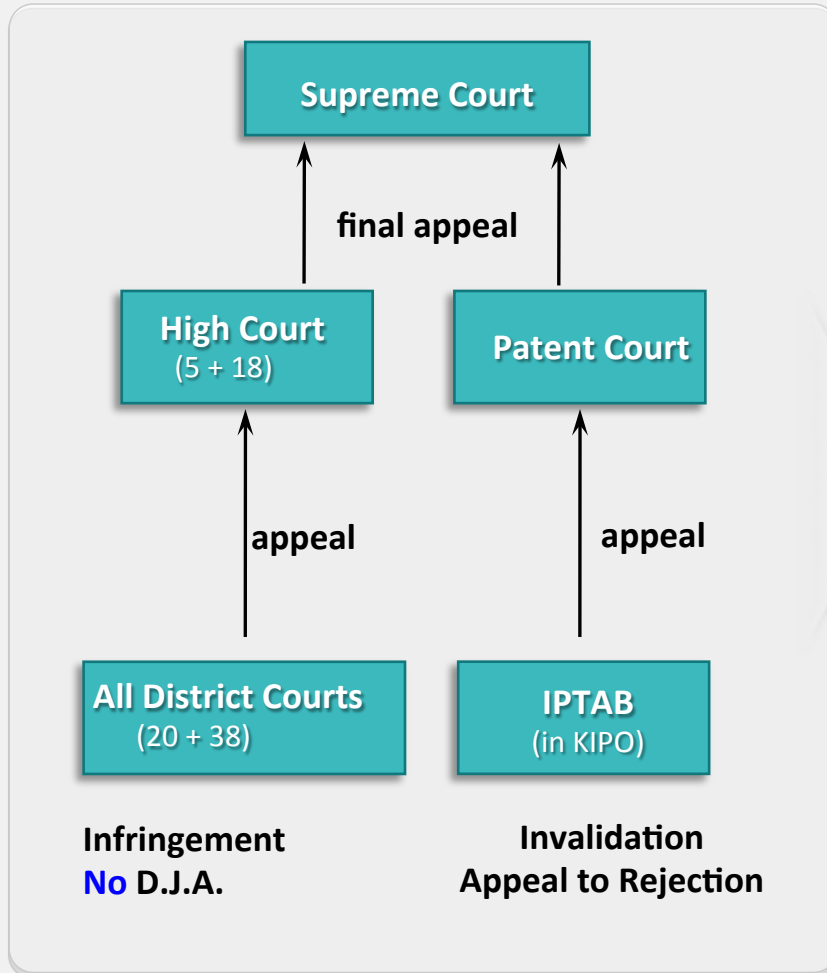 Supreme Court
final appeal
High Court
(5 + 18)
Patent Court
appeal
appeal
All District Courts
(20 + 38)
IPTAB
(in KIPO)
Infringement
No D.J.A.
Invalidation
Appeal to Rejection